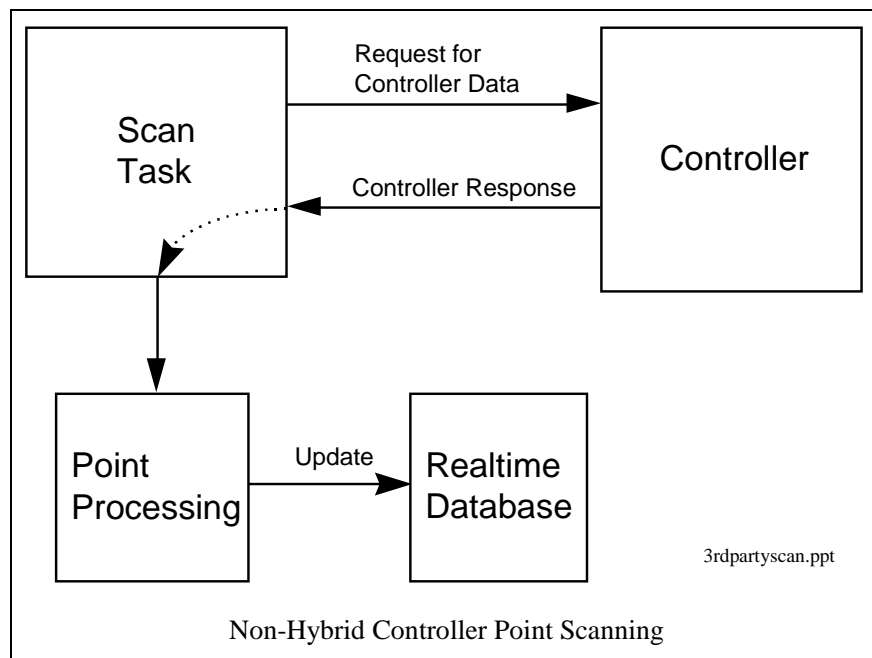 Request for
Controller Data
Scan
Task
Controller
Controller Response
Point
Processing
Update
Realtime
Database
3rdpartyscan.ppt
Non-Hybrid Controller Point Scanning